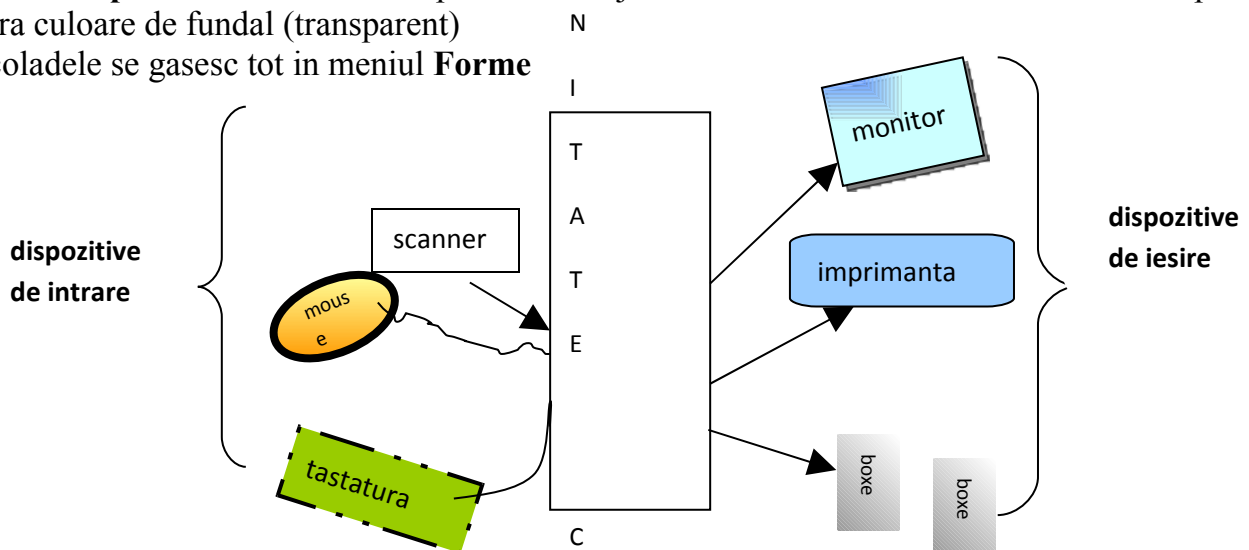 ra culoare de fundal (transparent)
coladele se gasesc tot in meniul Forme
N
I
T
A
T
E
C
dispozitive
de intrare
scanner
mous
e
tastatura
monitor
imprimanta
boxe
boxe
dispozitive
de iesire